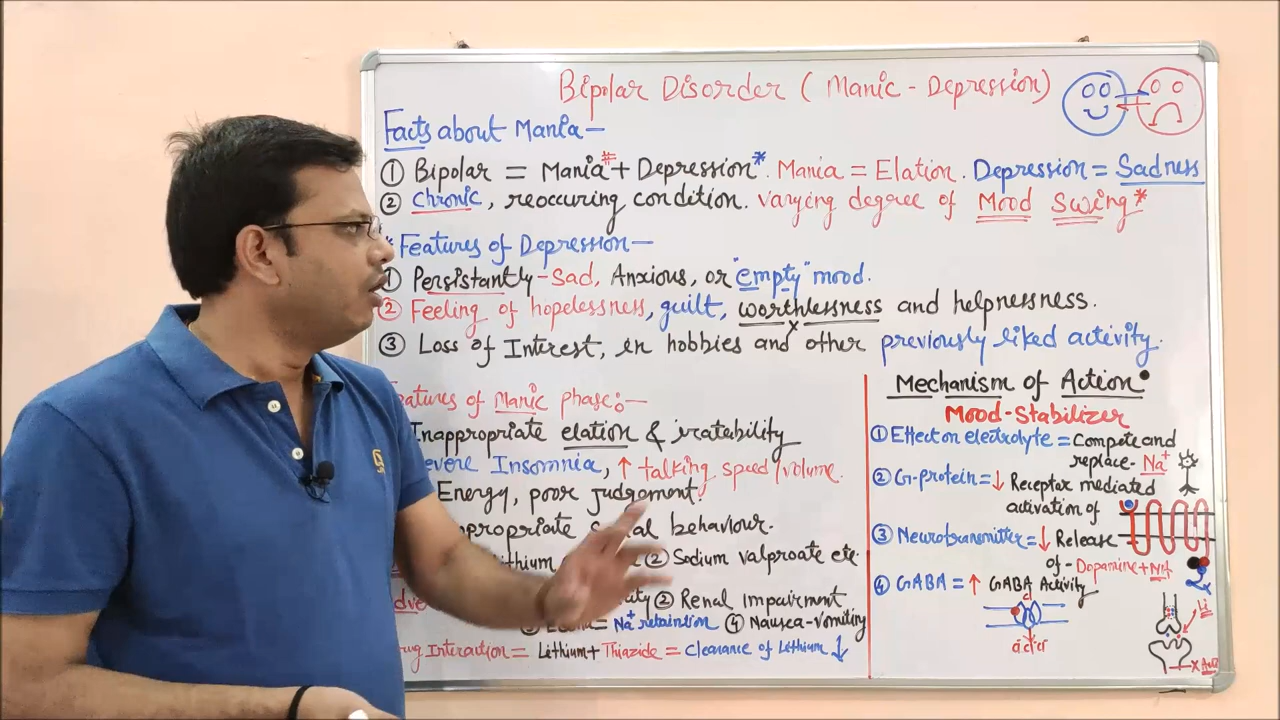 Bipolar Disorder ( Manic - Depression)
Facts about Mania—
① Bipolar = Mania* + Depression*. Mania = Elation. Depression = Sadness
② Chronic, reoccuring condition. varying degree of Mood Swing*
*Features of Depression—
① Persistantly - Sad, Anxious, or "empty" mood.
② Feeling of hopelessness, guilt, worthlessness and helpnessness.
③ Loss of Interest, in hobbies and other previously liked activity.
Features of Manic phase:—
Inappropriate elation & iratability
Severe Insomnia, ↑ talking speed/volume.
Energy, poor judgement.
behaviour.
② Sodium valproate etc.
② Renal Impairment
= Na+ retaintion ④ Nausea-vomiting
Interaction = Lithium + Thiazide = Clearance of Lithium ↓
Mechanism of Action
Mood-Stabilizer
① Effect on electrolyte = Compete and
replace - Na+
② G-protein = ↓ Receptor mediated
activation of
③ Neurotransmitter = ↓ Release
of - Dopamine + NA
④ GABA = ↑ GABA Activity
cl
Li